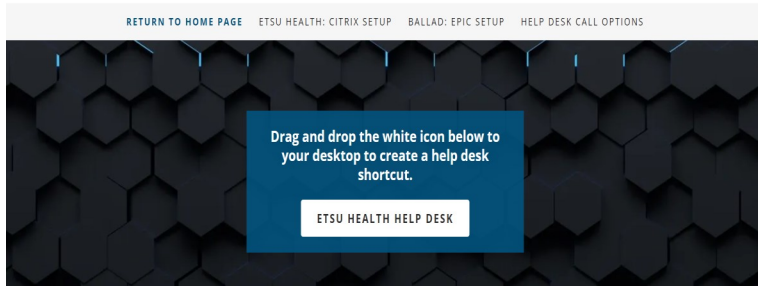 RETURN TO HOME PAGE ETSU HEALTH: CITRIX SETUP BALLAD: EPIC SETUP HELP DESK CALL OPTIONS
Drag and drop the white icon below to
your desktop to create a help desk
shortcut.
ETSU HEALTH HELP DESK